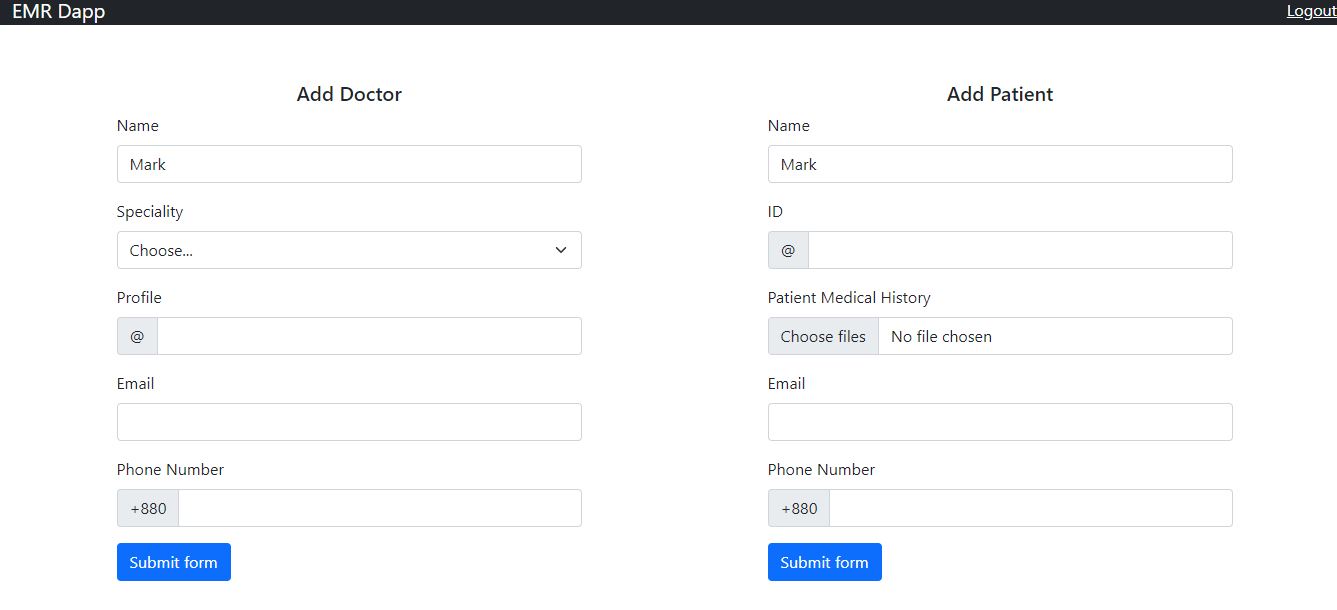 EMR Dapp
Logout
Add Doctor
Name
Mark
Speciality
Choose...
Profile
@
Email
Phone Number
+880
Submit form
Add Patient
Name
Mark
ID
@
Patient Medical History
Choose files No file chosen
Email
Phone Number
+880
Submit form